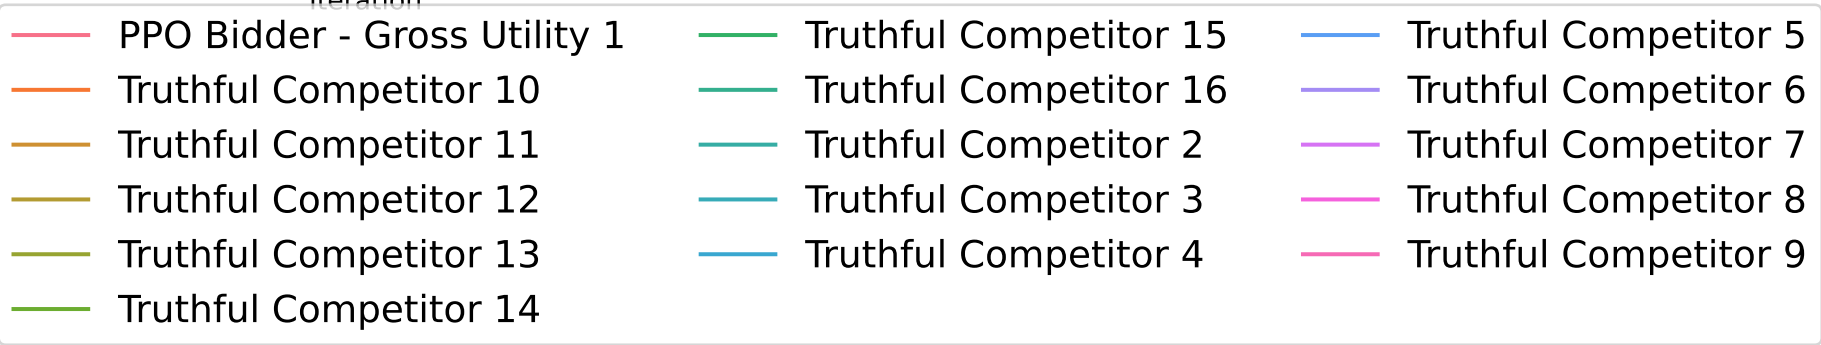 Iteration
PPO Bidder - Gross Utility 1
Truthful Competitor 10
Truthful Competitor 11
Truthful Competitor 12
Truthful Competitor 13
Truthful Competitor 14
Truthful Competitor 15
Truthful Competitor 16
Truthful Competitor 2
Truthful Competitor 3
Truthful Competitor 4
Truthful Competitor 5
Truthful Competitor 6
Truthful Competitor 7
Truthful Competitor 8
Truthful Competitor 9